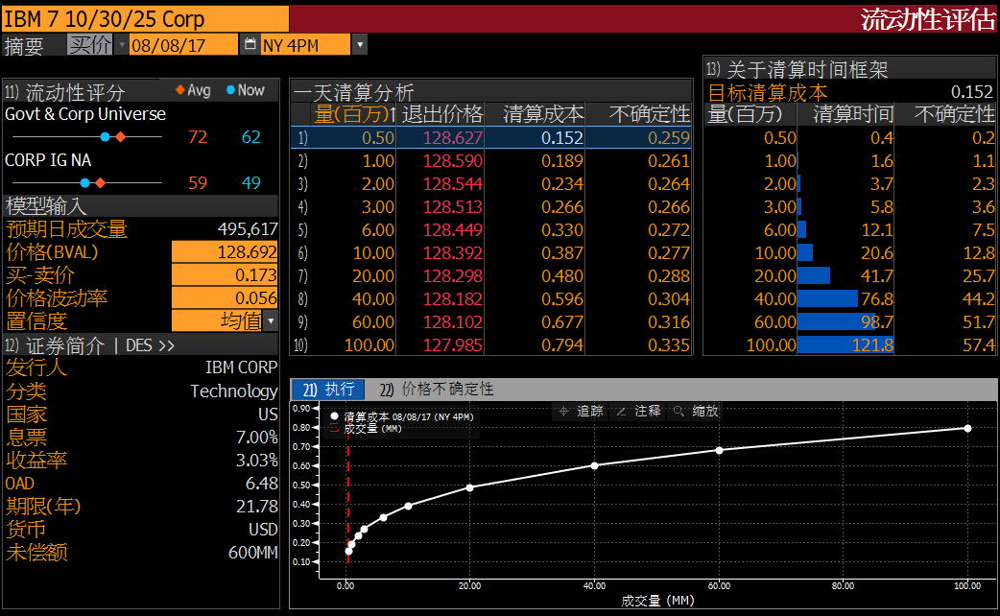 IBM 7 10/30/25 Corp
流动性评估
摘要 买价 08/08/17 NY 4PM
11) 流动性评分 Avg Now
Govt & Corp Universe
72 62
CORP IG NA
59 49
模型输入
预期日成交量 495,617
价格(BVAL) 128.692
买-卖价 0.173
价格波动率 0.056
置信度 均值
12) 证券简介 | DES >>
发行人 IBM CORP
分类 Technology
国家 US
息票 7.00%
收益率 3.03%
OAD 6.48
期限(年) 21.78
货币 USD
未偿额 600MM
一天清算分析
量(百万)↑ 退出价格 清算成本 不确定性
1) 0.50 128.627 0.152 0.259
2) 1.00 128.590 0.189 0.261
3) 2.00 128.544 0.234 0.264
4) 3.00 128.513 0.266 0.266
5) 6.00 128.449 0.330 0.272
6) 10.00 128.392 0.387 0.277
7) 20.00 128.298 0.480 0.288
8) 40.00 128.182 0.596 0.304
9) 60.00 128.102 0.677 0.316
10) 100.00 127.985 0.794 0.335
13) 关于清算时间框架
目标清算成本 0.152
量(百万) 清算时间 不确定性
0.50 0.4 0.2
1.00 1.6 1.1
2.00 3.7 2.3
3.00 5.8 3.6
6.00 12.1 7.5
10.00 20.6 12.8
20.00 41.7 25.7
40.00 76.8 44.2
60.00 98.7 51.7
100.00 121.8 57.4
21) 执行 22) 价格不确定性
追踪 注释 缩放
清算成本 08/08/17 (NY 4PM)
成交量 (MM)
0.90
0.80
0.70
0.60
0.50
0.40
0.30
0.20
0.10
0.00 20.00 40.00 60.00 80.00 100.00
成交量 (MM)